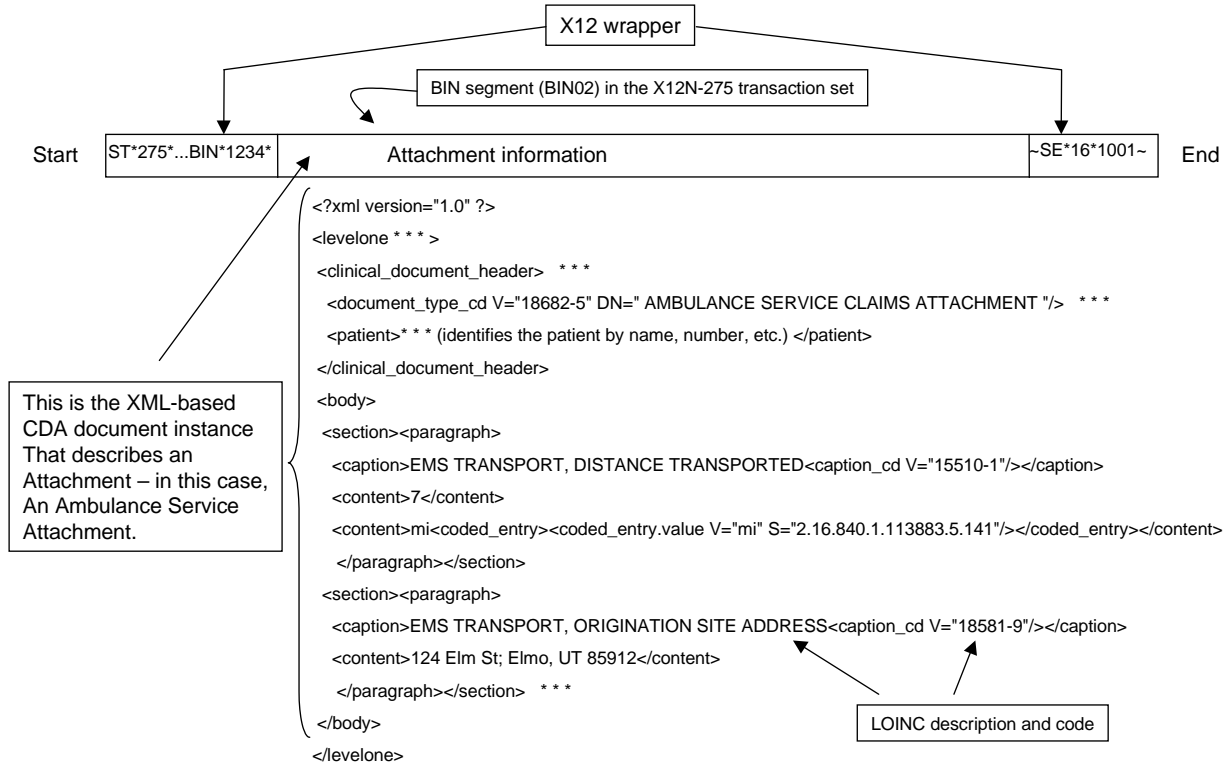 X12 wrapper
BIN segment (BIN02) in the X12N-275 transaction set
Start
ST*275*...BIN*1234*
Attachment information
~SE*16*1001~
End
<?xml version="1.0" ?>
<levelone * * * >
<clinical_document_header> * * *
<document_type_cd V="18682-5" DN=" AMBULANCE SERVICE CLAIMS ATTACHMENT "/> * * *
<patient>* * * (identifies the patient by name, number, etc.) </patient>
</clinical_document_header>
<body>
<section><paragraph>
<caption>EMS TRANSPORT, DISTANCE TRANSPORTED<caption_cd V="15510-1"/></caption>
<content>7</content>
<content>mi<coded_entry><coded_entry.value V="mi" S="2.16.840.1.113883.5.141"/></coded_entry></content>
</paragraph></section>
<section><paragraph>
<caption>EMS TRANSPORT, ORIGINATION SITE ADDRESS<caption_cd V="18581-9"/></caption>
<content>124 Elm St; Elmo, UT 85912</content>
</paragraph></section> * * *
</body>
</levelone>
This is the XML-based
CDA document instance
That describes an
Attachment – in this case,
An Ambulance Service
Attachment.
LOINC description and code